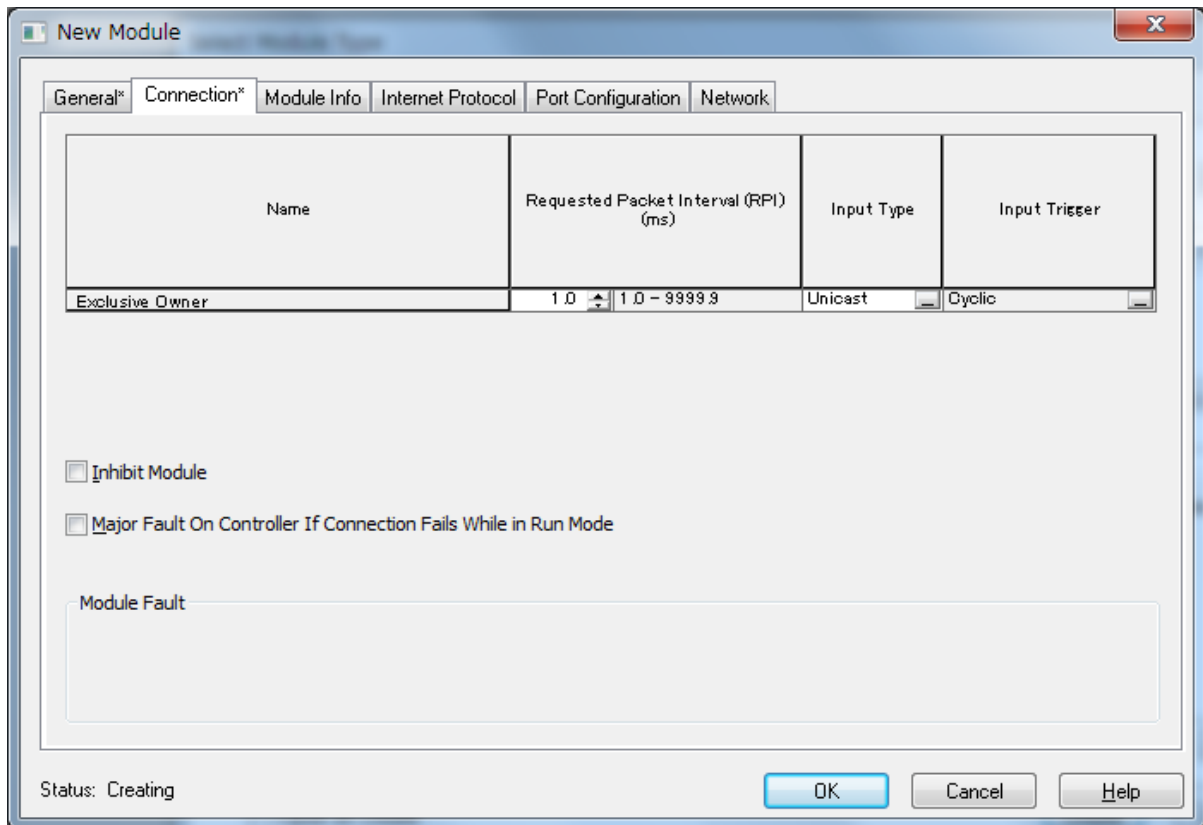 New Module
General* Connection* Module Info Internet Protocol Port Configuration Network
Name Requested Packet Interval (RPI) (ms) Input Type Input Trigger
Exclusive Owner 1.0 1.0 - 9999.9 Unicast Cyclic
Inhibit Module
Major Fault On Controller If Connection Fails While in Run Mode
Module Fault
Status: Creating OK Cancel Help